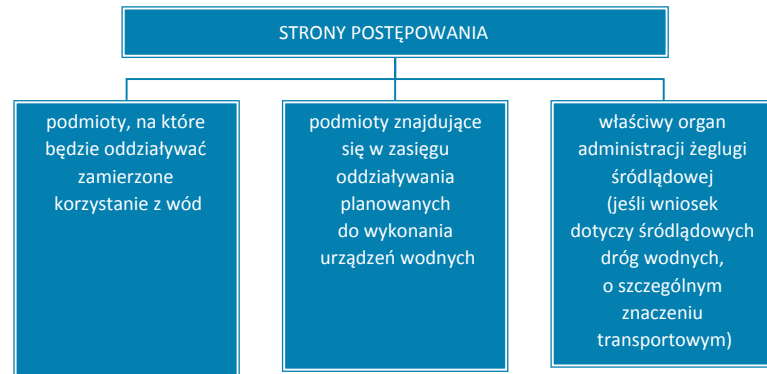 STRONY POSTĘPOWANIA
podmioty, na które
będzie oddziaływać
zamierzone
korzystanie z wód
podmioty znajdujące
się w zasięgu
oddziaływania
planowanych
do wykonania
urządzeń wodnych
właściwy organ
administracji żeglugi
śródlądowej
(jeśli wniosek
dotyczy śródlądowych
dróg wodnych,
o szczególnym
znaczeniu
transportowym)